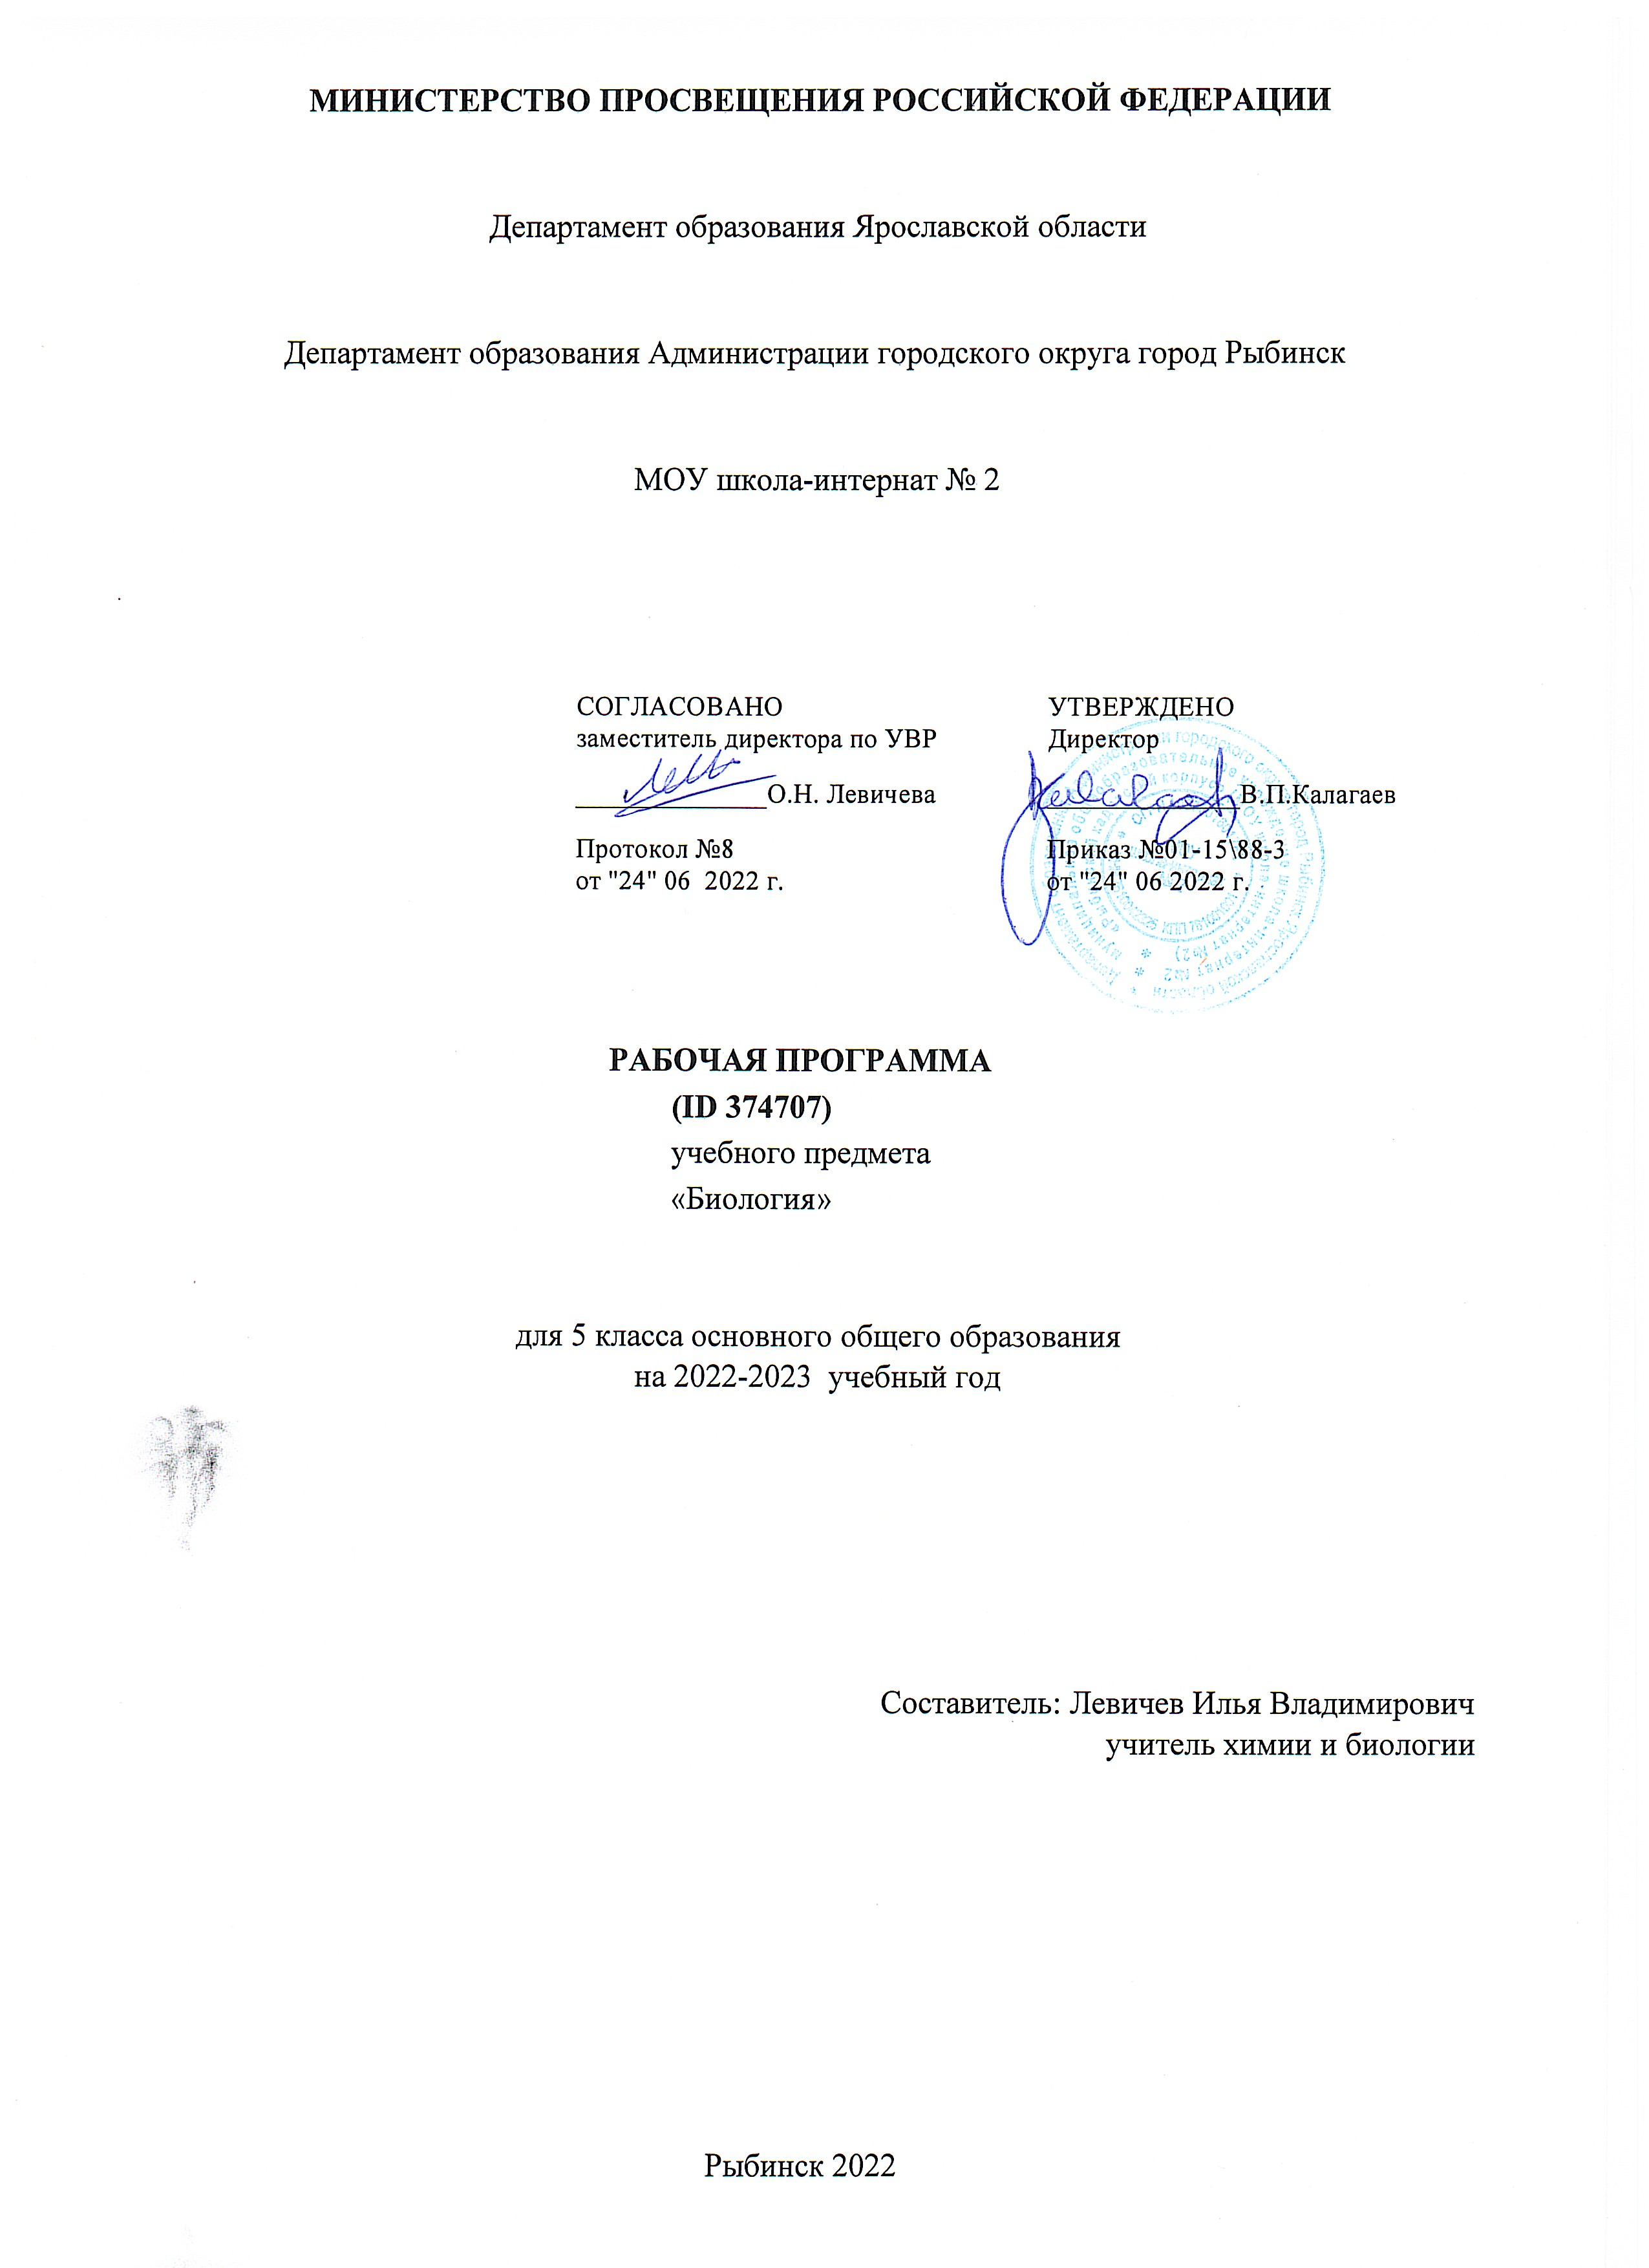 МИНИСТЕРСТВО ПРОСВЕЩЕНИЯ РОССИЙСКОЙ ФЕДЕРАЦИИ
Департамент образования Ярославской области
Департамент образования Администрации городского округа город Рыбинск
МОУ школа-интернат № 2
СОГЛАСОВАНО
заместитель директора по УВР
______________О.Н. Левичева
Протокол №8
от "24" 06  2022 г.
УТВЕРЖДЕНО
Директор
______________В.П.Калагаев
Приказ №01-15\88-3
от "24" 06 2022 г.
РАБОЧАЯ ПРОГРАММА
(ID 374707)
учебного предмета
«Биология»
для 5 класса основного общего образования
на 2022-2023  учебный год
Составитель: Левичев Илья Владимирович
учитель химии и биологии
Рыбинск 2022